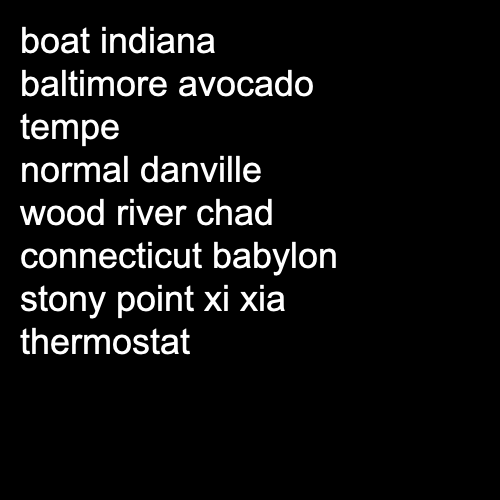 boat indiana
baltimore avocado
tempe
normal danville
wood river chad
connecticut babylon
stony point xi xia
thermostat